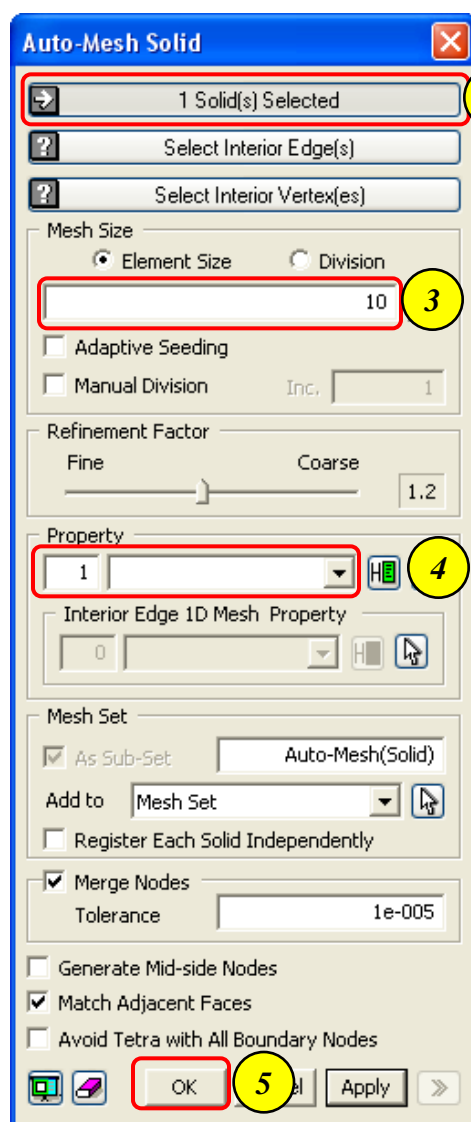 Auto-Mesh Solid
1 Solid(s) Selected
? Select Interior Edge(s)
? Select Interior Vertex(es)
Mesh Size
Element Size Division
10 3
Adaptive Seeding
Manual Division Inc. 1
Refinement Factor
Fine Coarse
1.2
Property
1 4
Interior Edge 1D Mesh Property
0
Mesh Set
As Sub-Set Auto-Mesh(Solid)
Add to Mesh Set
Register Each Solid Independently
Merge Nodes
Tolerance 1e-005
Generate Mid-side Nodes
Match Adjacent Faces
Avoid Tetra with All Boundary Nodes
OK 5 Apply